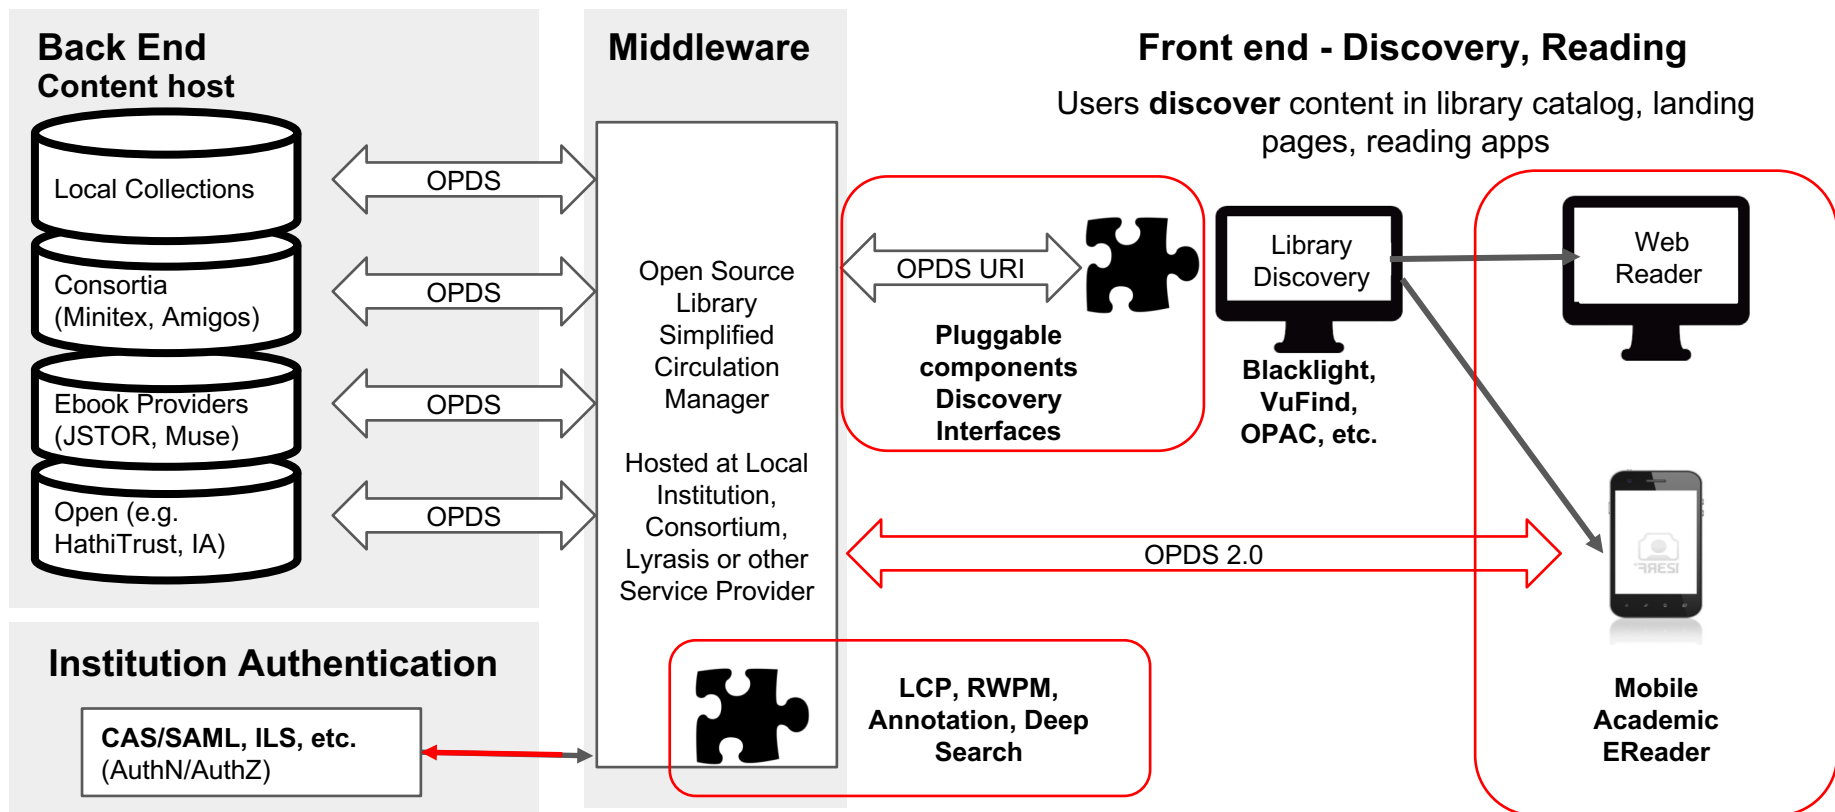 Back End
Content host
Local Collections
Consortia
(Minitex, Amigos)
Ebook Providers
(JSTOR, Muse)
Open (e.g.
HathiTrust, IA)
OPDS
OPDS
OPDS
OPDS
Institution Authentication
CAS/SAML, ILS, etc.
(AuthN/AuthZ)
Middleware
Open Source
Library
Simplified
Circulation
Manager
Hosted at Local
Institution,
Consortium,
Lyrasis or other
Service Provider
LCP, RWPM,
Annotation, Deep
Search
Front end - Discovery, Reading
Users discover content in library catalog, landing
pages, reading apps
OPDS URI
Pluggable
components
Discovery
Interfaces
Library
Discovery
Blacklight,
VuFind,
OPAC, etc.
Web
Reader
OPDS 2.0
123RF
Mobile
Academic
EReader